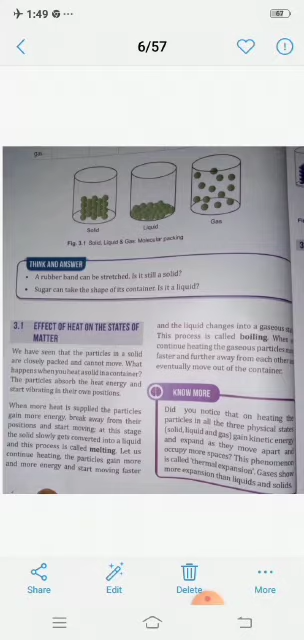 1:49
67
6/57
ga
Solid
Liquid
Gas
Fig. 3.1 Solid, Liquid & Gas: Molecular packing
THINK AND ANSWER
• A rubber band can be stretched. Is it still a solid?
• Sugar can take the shape of its container. Is it a liquid?
3.1 EFFECT OF HEAT ON THE STATES OF
MATTER
We have seen that the particles in a solid
are closely packed and cannot move. What
happens when you heat a solid in a container?
The particles absorb the heat energy and
start vibrating in their own positions.
When more heat is supplied the particles
gain more energy, break away from their
positions and start moving; at this stage
the solid slowly gets converted into a liquid
and this process is called melting. Let us
continue heating, the particles gain more
and more energy and start moving faster
and the liquid changes into a gaseous
This process is called boiling. When
continue heating the gaseous particles
faster and further away from each other
eventually move out of the container.
KNOW MORE
Did you notice that on heating the
particles in all the three physical states
(solid, liquid and gas) gain kinetic energy
and expand as they move apart and
occupy more spaces? This phenomenon
is called 'thermal expansion'. Gases show
more expansion than liquids and solids.
Share
Edit
Delete
More